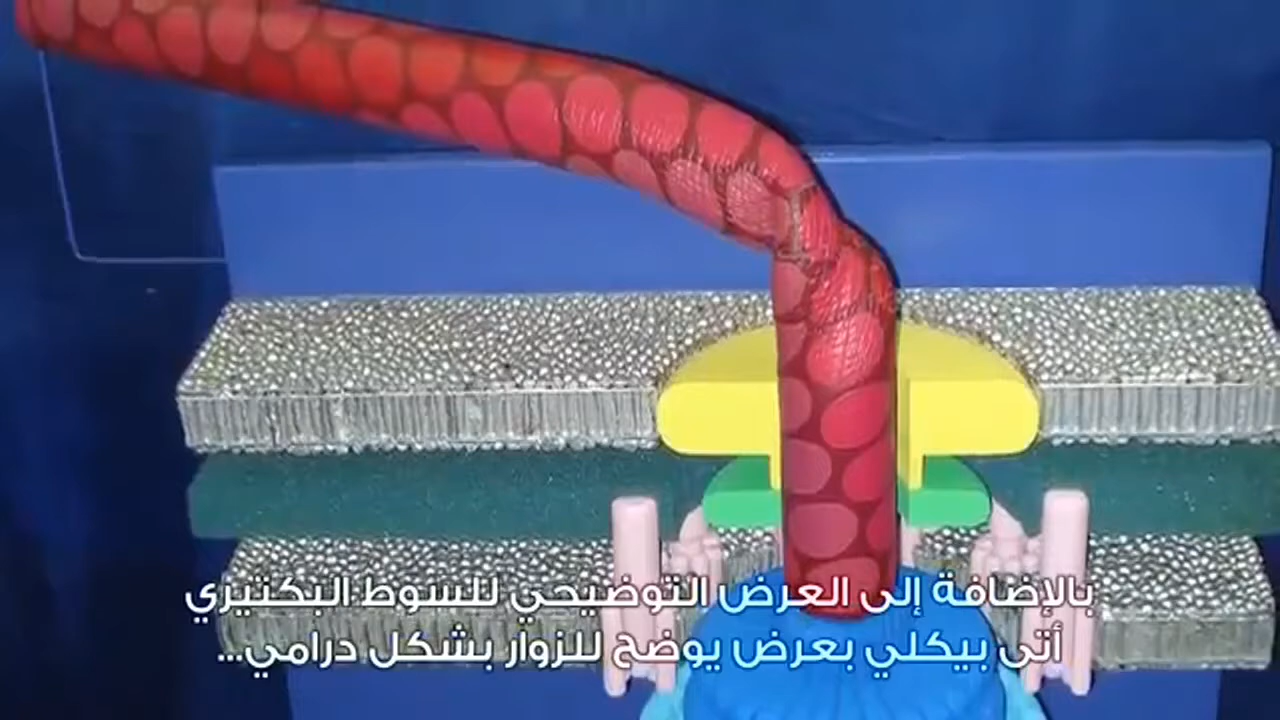 بالإضافة إلى العرض التوضيحي للسوط البكتيري
أتى بيكلي بعرض يوضح للزوار بشكل درامي...